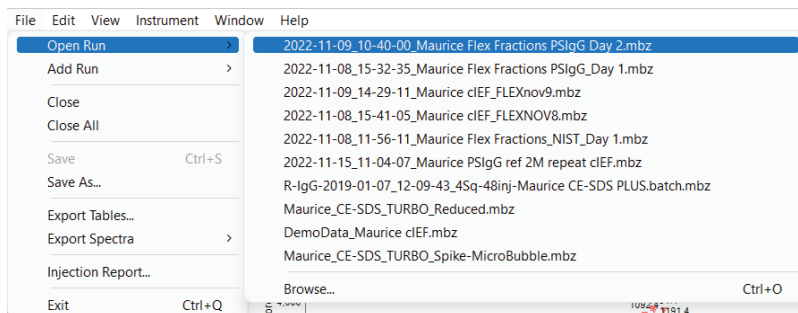 File Edit View Instrument Window Help
Open Run >
Add Run >
Close
Close All
Save Ctrl+S
Save As...
Export Tables...
Export Spectra >
Injection Report...
Exit Ctrl+Q
2022-11-09_10-40-00_Maurice Flex Fractions PSIgG Day 2.mbz
2022-11-08_15-32-35_Maurice Flex Fractions PSIgG_Day 1.mbz
2022-11-09_14-29-11_Maurice cIEF_FLEXnov9.mbz
2022-11-08_15-41-05_Maurice cIEF_FLEXNOV8.mbz
2022-11-08_11-56-11_Maurice Flex Fractions_NIST_Day 1.mbz
2022-11-15_11-04-07_Maurice PSIgG ref 2M repeat cIEF.mbz
R-IgG-2019-01-07_12-09-43_4Sq-48inj-Maurice CE-SDS PLUS.batch.mbz
Maurice_CE-SDS_TURBO_Reduced.mbz
DemoData_Maurice cIEF.mbz
Maurice_CE-SDS_TURBO_Spike-MicroBubble.mbz
Browse... Ctrl+O